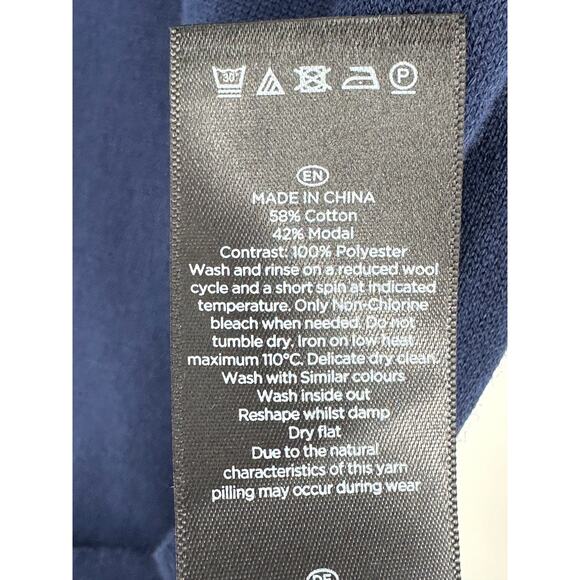 30°
P
EN
MADE IN CHINA
58% Cotton
42% Modal
Contrast: 100% Polyester
Wash and rinse on a reduced wool
cycle and a short spin at indicated
temperature. Only Non-Chlorine
bleach when needed. Do not
tumble dry. Iron on low heat,
maximum 110°C. Delicate dry clean.
Wash with Similar colours
Wash inside out
Reshape whilst damp
Dry flat
Due to the natural
characteristics of this yarn
pilling may occur during wear
DE